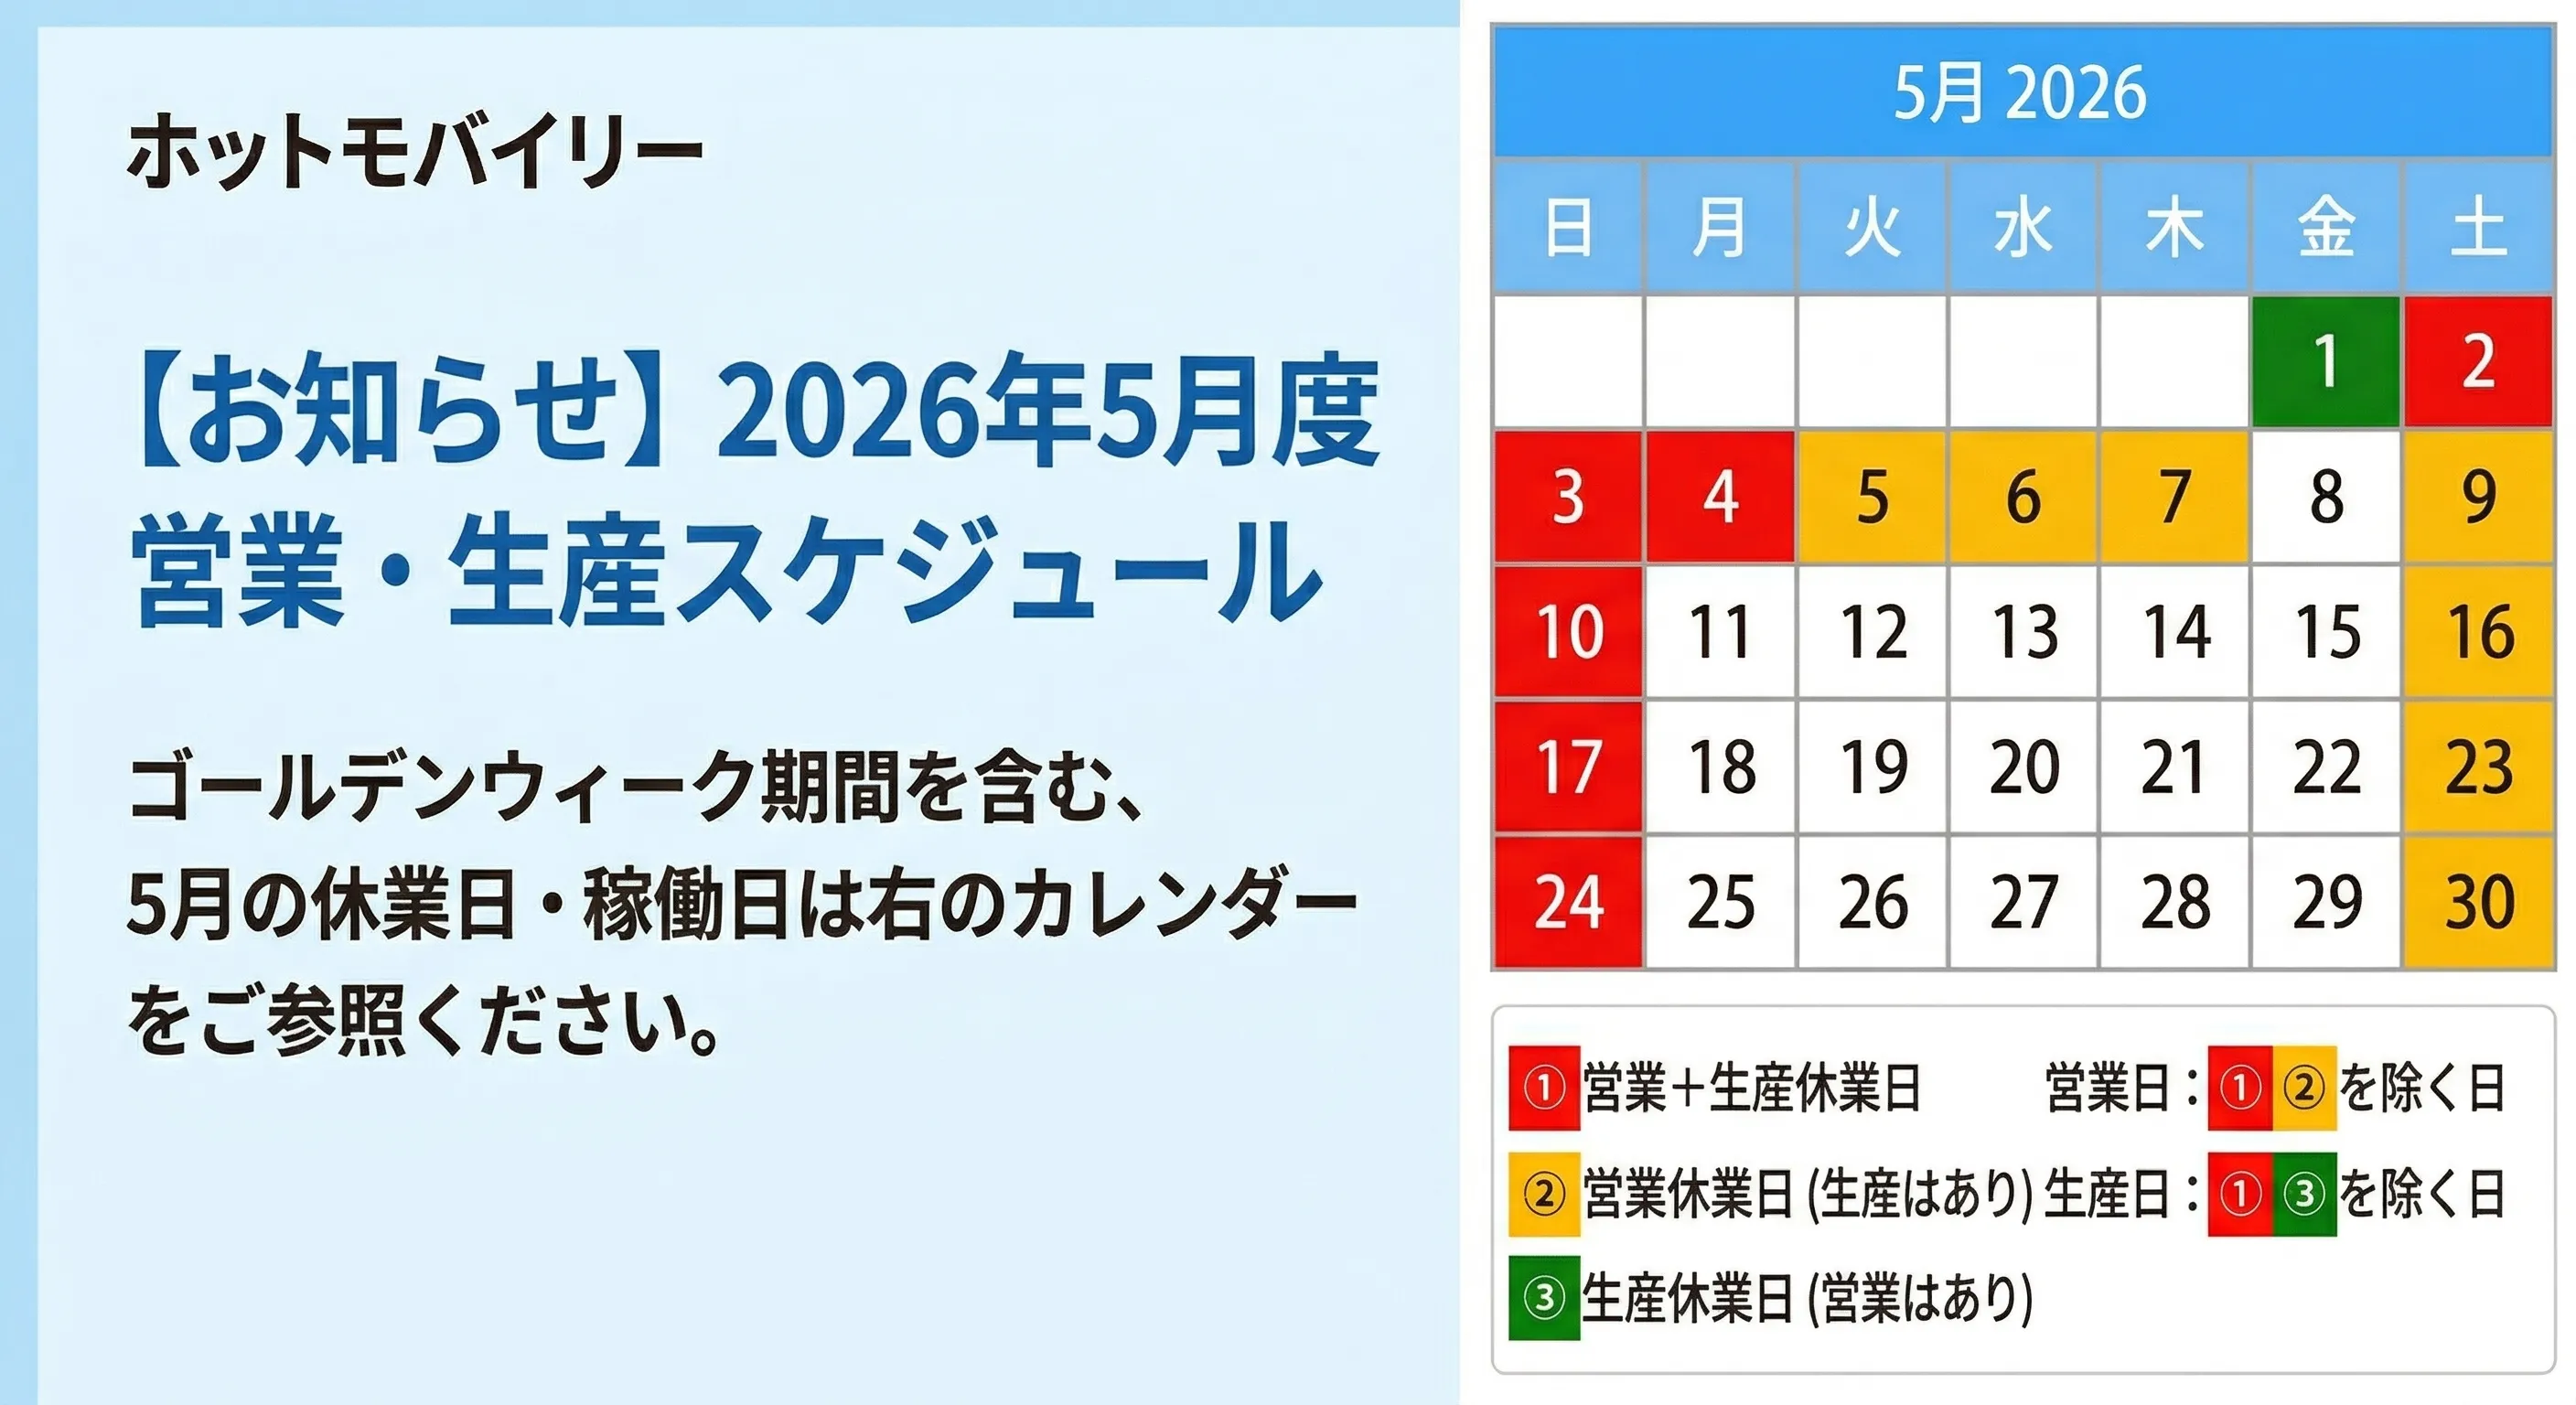 ホットモバイリー
【お知らせ】2026年5月度
営業・生産スケジュール
ゴールデンウィーク期間を含む、
5月の休業日・稼働日は右のカレンダー
をご参照ください。
5月 2026
日 月 火 水 木 金 土
1 2
3 4 5 6 7 8 9
10 11 12 13 14 15 16
17 18 19 20 21 22 23
24 25 26 27 28 29 30
①営業＋生産休業日 営業日：①②を除く日
②営業休業日 (生産はあり) 生産日：①③を除く日
③生産休業日 (営業はあり)